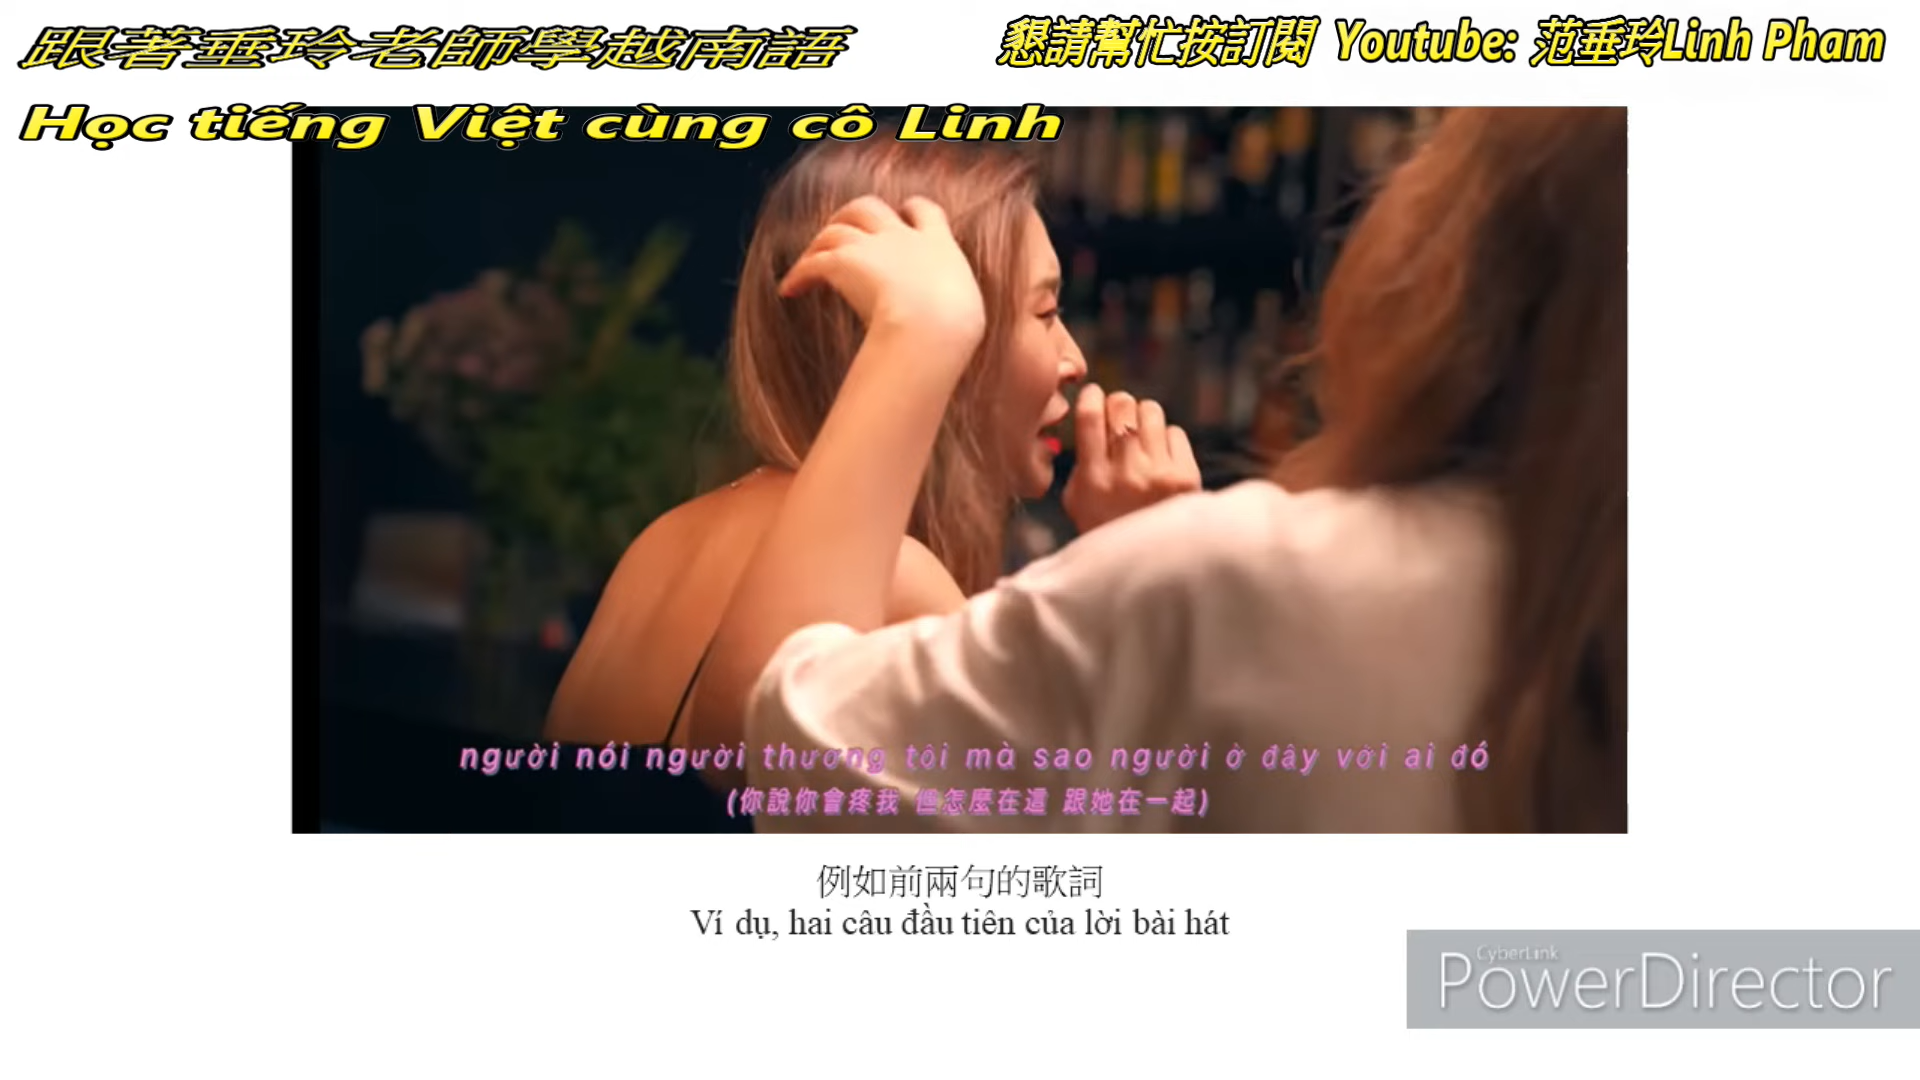 跟著垂玲老師學越南語
懇請幫忙按訂閱 Youtube: 范垂玲Linh Pham
Học tiếng Việt cùng cô Linh
người nói người thương tôi mà sao người ở đây với ai đó
(你說你會疼我 但怎麼在這 跟她在一起)
例如前兩句的歌詞
Ví dụ, hai câu đầu tiên của lời bài hát
CyberLink
PowerDirector